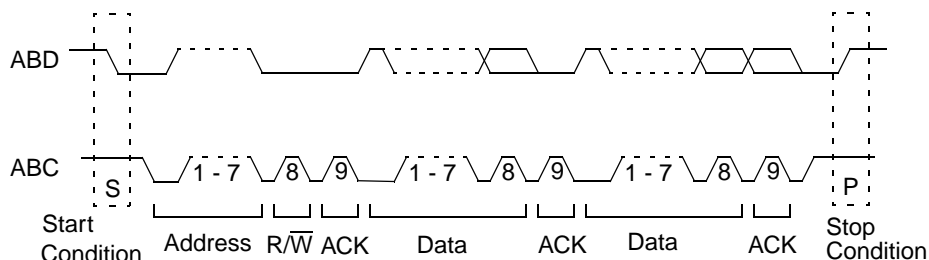 ABD
ABC
1 - 7 8 9 1 - 7 8 9 1 - 7 8 9
S P
Start Condition
Address R/W̅ ACK Data ACK Data ACK
Stop Condition